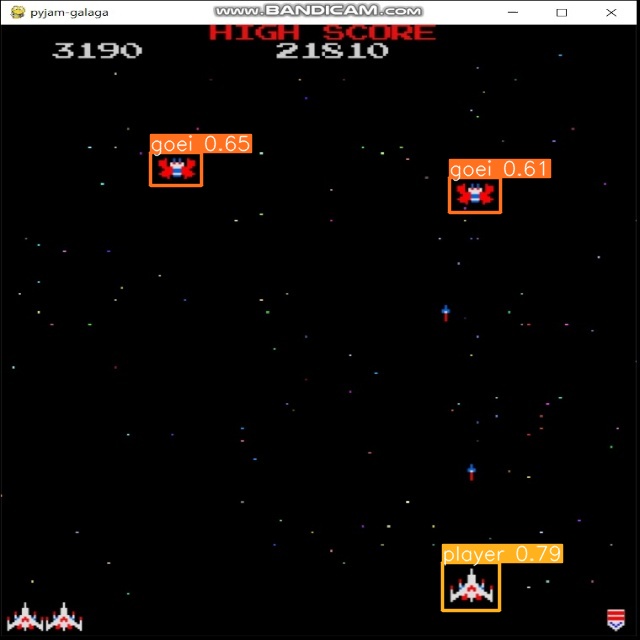 pyjam-galaga
www.BANDICAM.com
HIGH SCORE
3190
21810
goei 0.65
goei 0.61
player 0.79